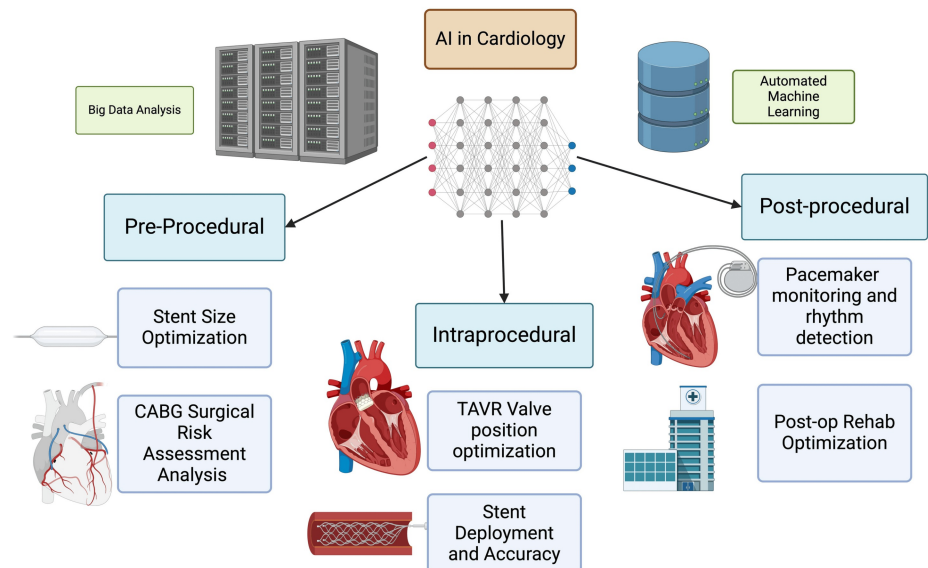 AI in Cardiology
Big Data Analysis
Automated
Machine
Learning
Pre-Procedural
Post-procedural
Intraprocedural
Stent Size
Optimization
CABG Surgical
Risk
Assessment
Analysis
TAVR Valve
position
optimization
Stent
Deployment
and Accuracy
Pacemaker
monitoring and
rhythm
detection
Post-op Rehab
Optimization